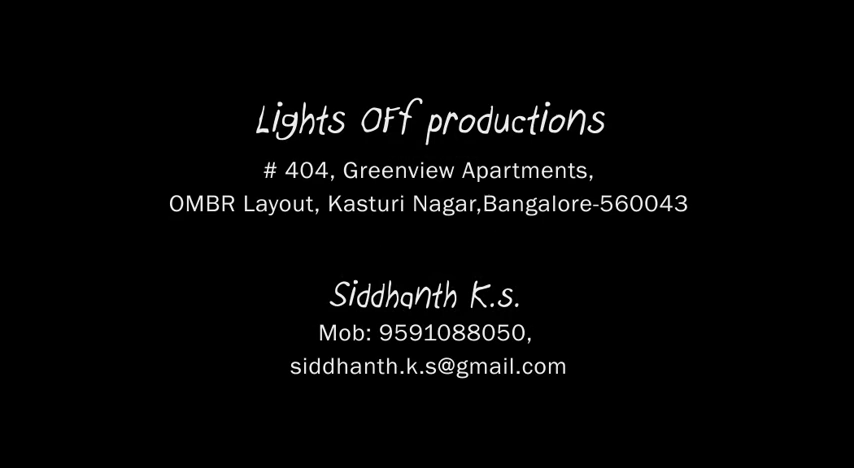 Lights Off productions
# 404, Greenview Apartments,
OMBR Layout, Kasturi Nagar,Bangalore-560043
Siddhanth K.s.
Mob: 9591088050,
siddhanth.k.s@gmail.com